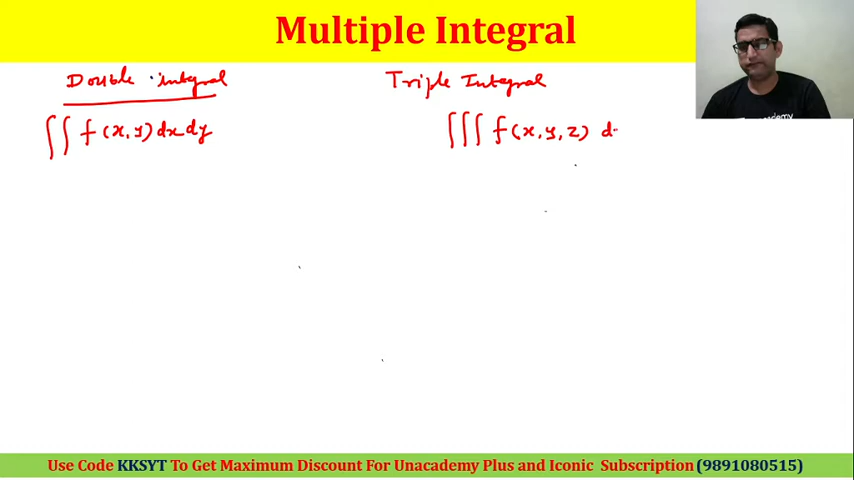 Multiple Integral
Double integral
Triple Integral
∫∫ f(x,y) dx dy
∫∫∫ f(x,y,z) d
Use Code KKSYT To Get Maximum Discount For Unacademy Plus and Iconic Subscription (9891080515)